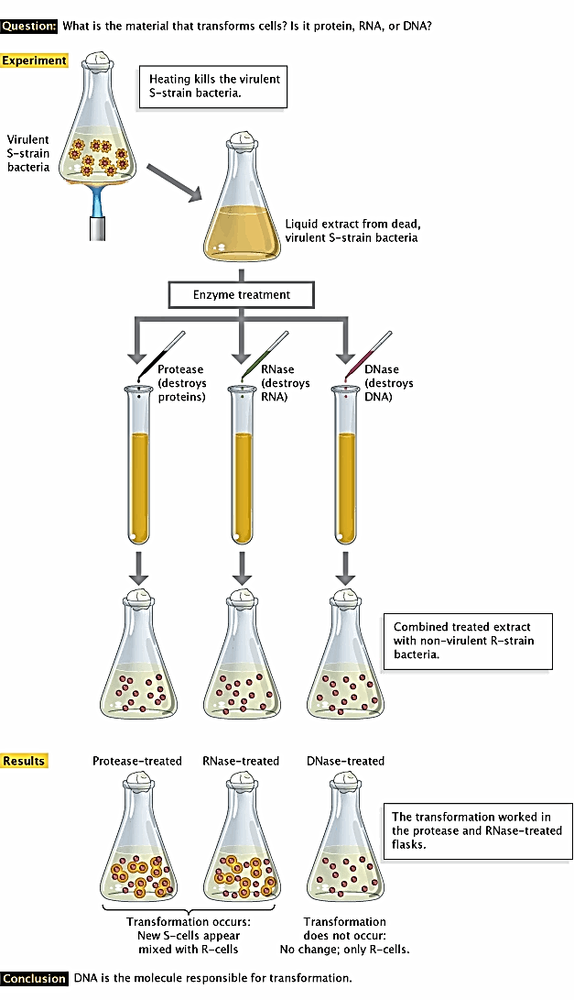 Question: What is the material that transforms cells? Is it protein, RNA, or DNA?
Experiment
Heating kills the virulent
S-strain bacteria.
Virulent
S-strain
bacteria
Liquid extract from dead,
virulent S-strain bacteria
Enzyme treatment
Protease
(destroys
proteins)
RNase
(destroys
RNA)
DNase
(destroys
DNA)
Combined treated extract
with non-virulent R-strain
bacteria.
Results
Protease-treated
RNase-treated
DNase-treated
The transformation worked in
the protease and RNase-treated
flasks.
Transformation occurs:
New S-cells appear
mixed with R-cells
Transformation
does not occur:
No change; only R-cells.
Conclusion DNA is the molecule responsible for transformation.